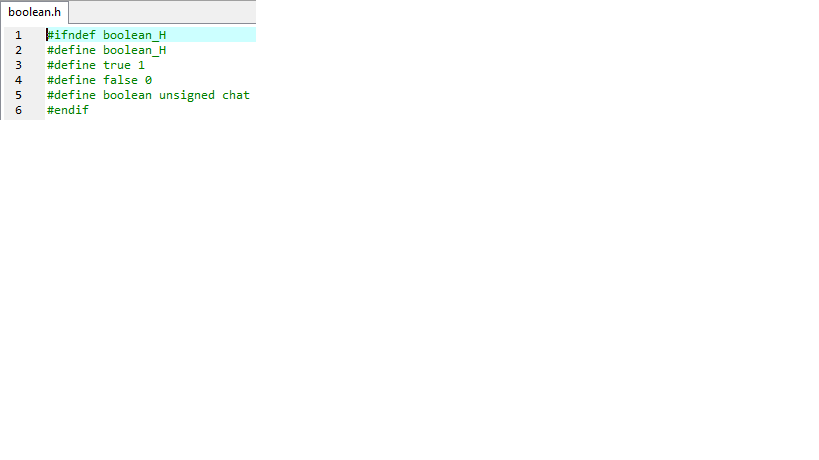 boolean.h
1 #ifndef boolean_H
2 #define boolean_H
3 #define true 1
4 #define false 0
5 #define boolean unsigned chat
6 #endif